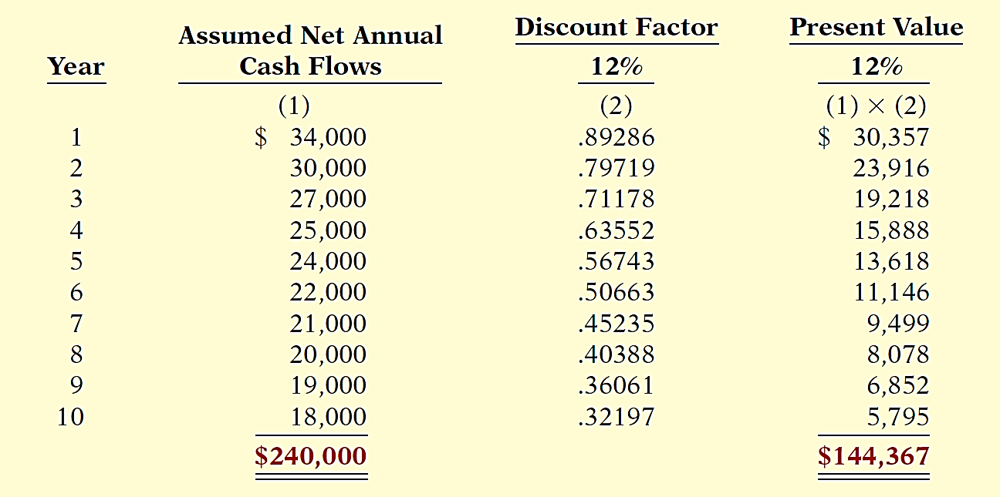 Assumed Net Annual Discount Factor Present Value
Year Cash Flows 12% 12%
(1) (2) (1) × (2)
1 $ 34,000 .89286 $ 30,357
2 30,000 .79719 23,916
3 27,000 .71178 19,218
4 25,000 .63552 15,888
5 24,000 .56743 13,618
6 22,000 .50663 11,146
7 21,000 .45235 9,499
8 20,000 .40388 8,078
9 19,000 .36061 6,852
10 18,000 .32197 5,795
$240,000 $144,367